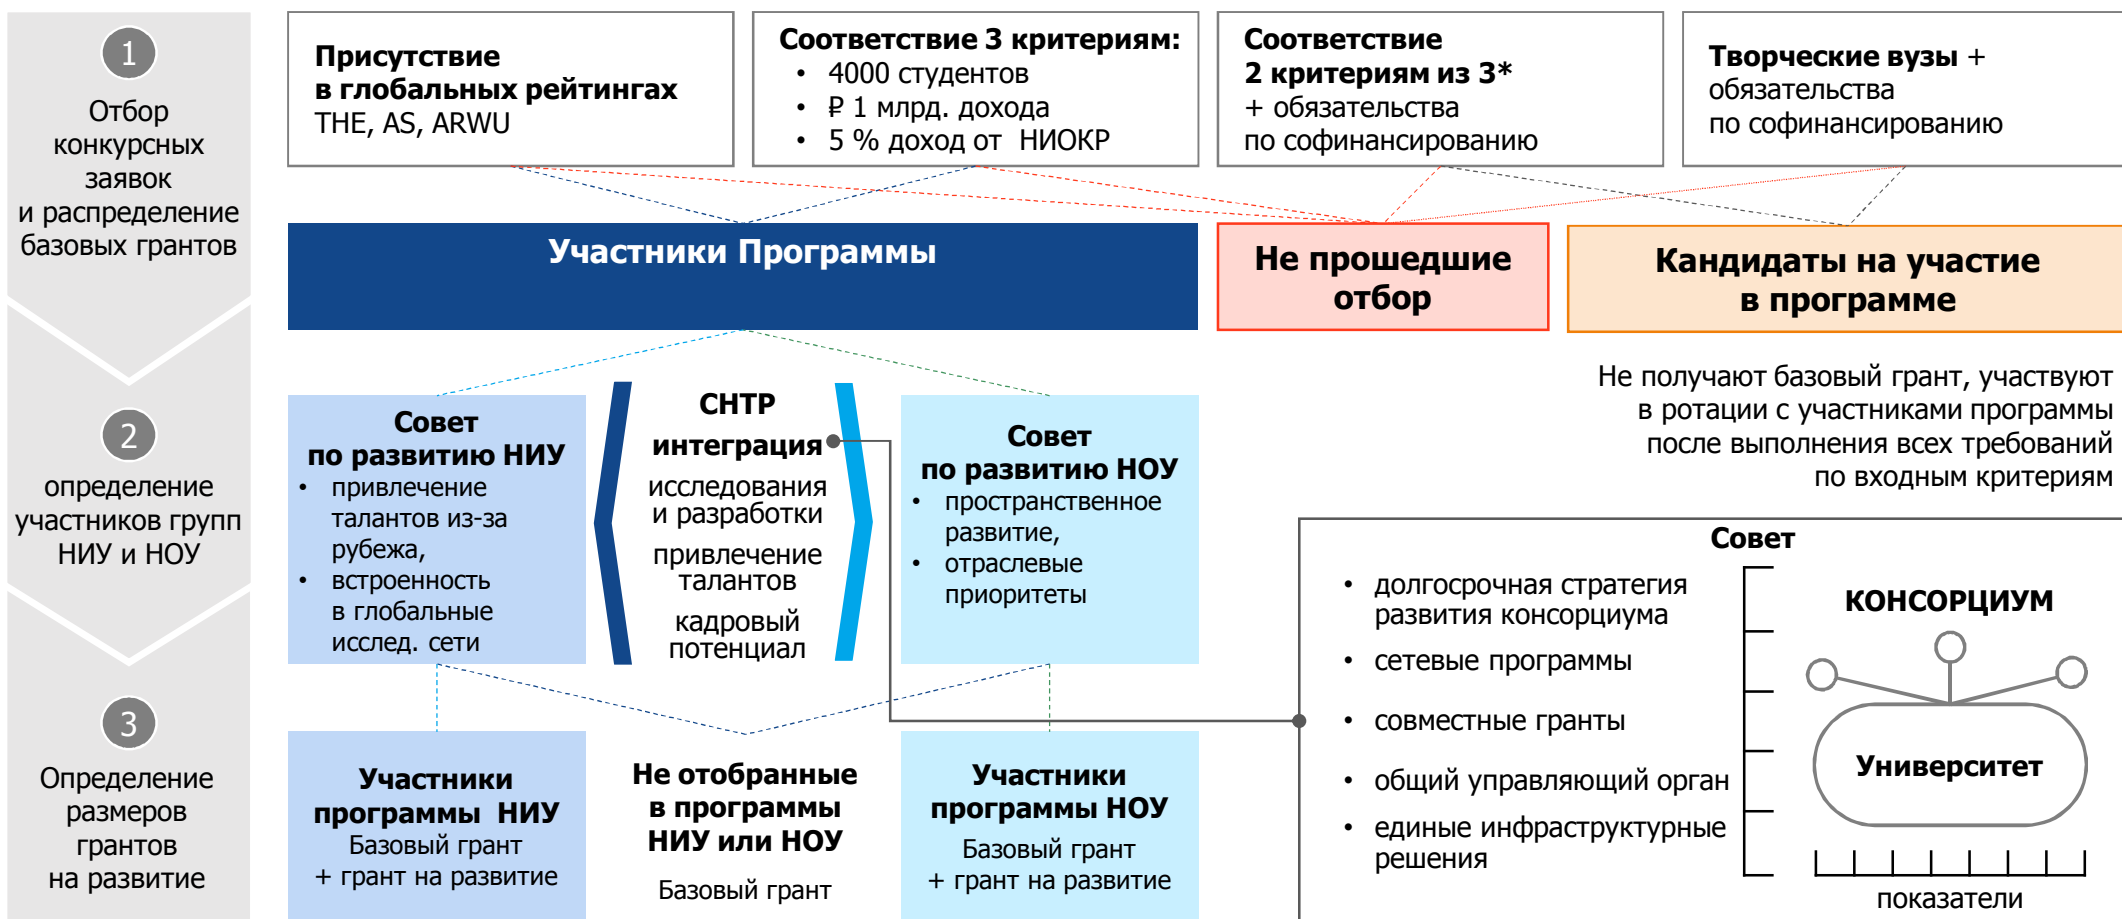 1
Отбор
конкурсных
заявок
и распределение
базовых грантов
2
определение
участников групп
НИУ и НОУ
3
Определение
размеров
грантов
на развитие
Присутствие
в глобальных рейтингах
THE, AS, ARWU
Соответствие 3 критериям:
• 4000 студентов
• ₽ 1 млрд. дохода
• 5 % доход от НИОКР
Соответствие
2 критериям из 3*
+ обязательства
по софинансированию
Творческие вузы +
обязательства
по софинансированию
Участники Программы
Не прошедшие
отбор
Кандидаты на участие
в программе
Не получают базовый грант, участвуют
в ротации с участниками программы
после выполнения всех требований
по входным критериям
Совет
по развитию НИУ
• привлечение
талантов из-за
рубежа,
• встроенность
в глобальные
исслед. сети
СНТР
интеграция
исследования
и разработки
привлечение
талантов
кадровый
потенциал
Совет
по развитию НОУ
• пространственное
развитие,
• отраслевые
приоритеты
Участники
программы НИУ
Базовый грант
+ грант на развитие
Не отобранные
в программы
НИУ или НОУ
Базовый грант
Участники
программы НОУ
Базовый грант
+ грант на развитие
Совет
• долгосрочная стратегия
развития консорциума
• сетевые программы
• совместные гранты
• общий управляющий орган
• единые инфраструктурные
решения
КОНСОРЦИУМ
Университет
показатели